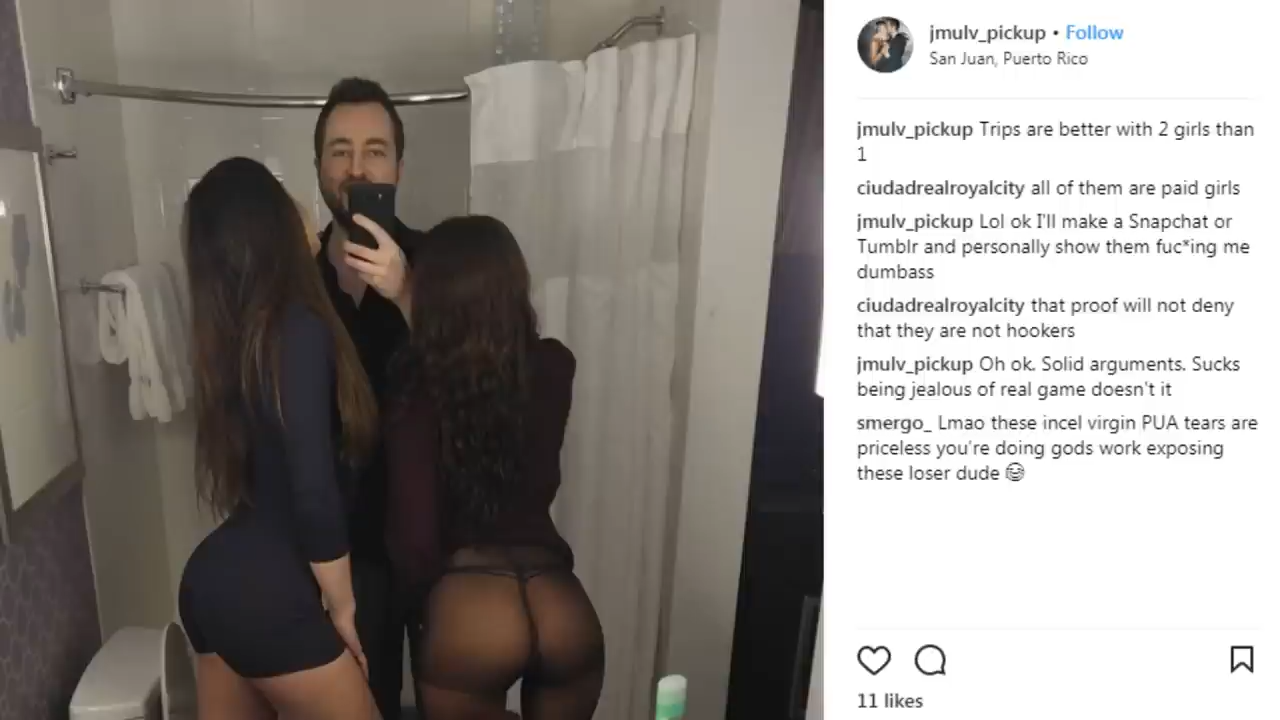 jmulv_pickup • Follow
San Juan, Puerto Rico
jmulv_pickup Trips are better with 2 girls than
1
ciudadrealroyalcity all of them are paid girls
jmulv_pickup Lol ok I'll make a Snapchat or
Tumblr and personally show them fuc*ing me
dumbass
ciudadrealroyalcity that proof will not deny
that they are not hookers
jmulv_pickup Oh ok. Solid arguments. Sucks
being jealous of real game doesn't it
smergo_ Lmao these incel virgin PUA tears are
priceless you're doing gods work exposing
these loser dude 😂
11 likes